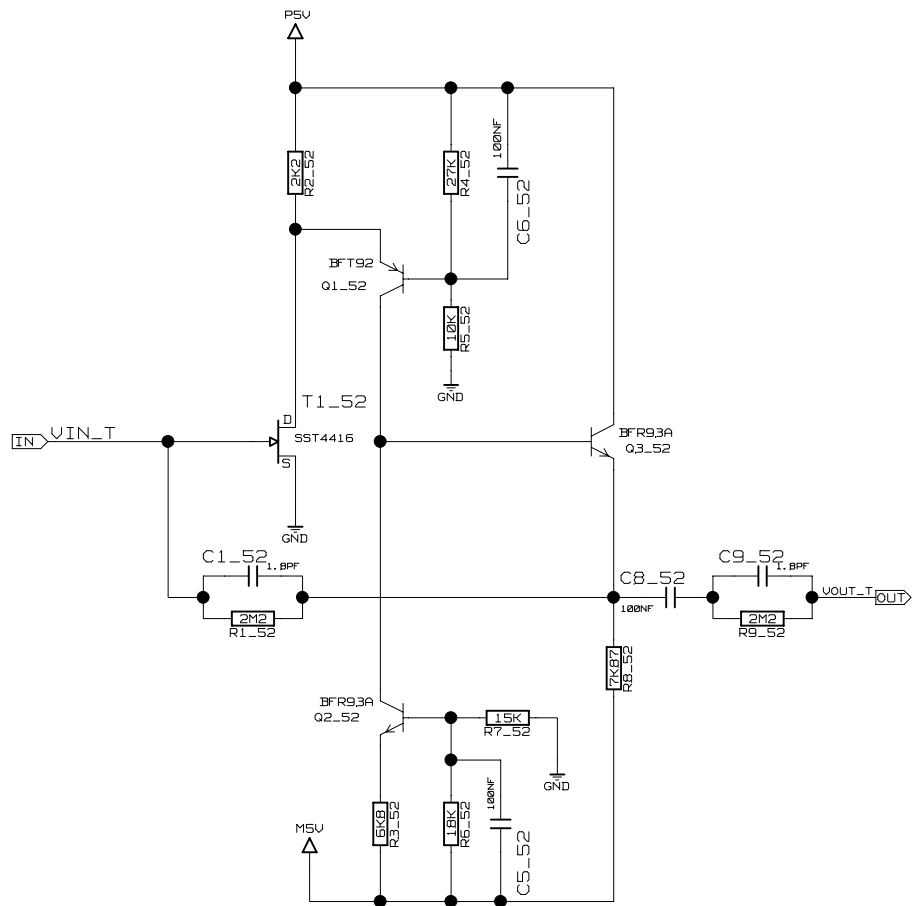 P5V
2K2
R2_52
27K
R4_52
100NF
C6_52
BFT92
Q1_52
10K
R5_52
GND
T1_52
D
SST4416
S
IN
VIN_T
GND
BFR93A
Q3_52
C1_52
1.8PF
2M2
R1_52
C8_52
100NF
C9_52
1.8PF
2M2
R9_52
VOUT_T
OUT
7K87
R8_52
BFR93A
Q2_52
15K
R7_52
GND
6K8
R3_52
18K
R6_52
100NF
C5_52
M5V